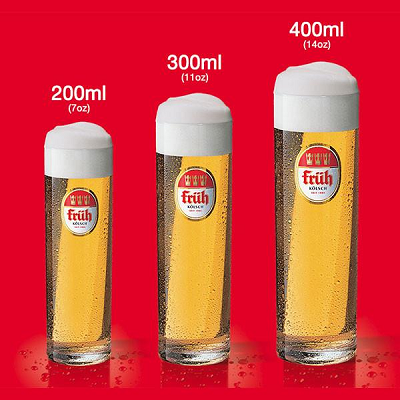 200ml
(7oz)
300ml
(11oz)
400ml
(14oz)
früh
KÖLSCH
früh
KÖLSCH
früh
KÖLSCH